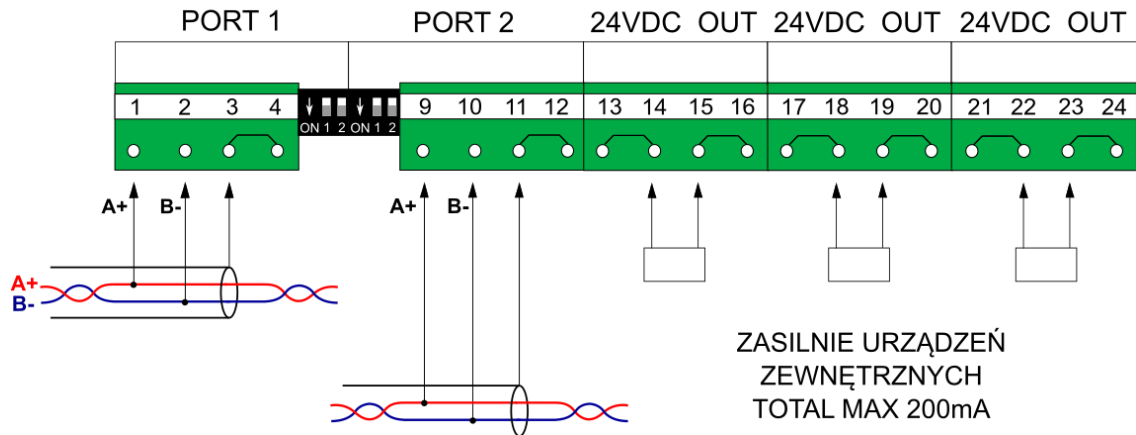 PORT 1 PORT 2 24VDC OUT 24VDC OUT 24VDC OUT
1 2 3 4 9 10 11 12 13 14 15 16 17 18 19 20 21 22 23 24
ON 1 2 ON 1 2
A+ B- A+ B-
A+
B-
ZASILNIE URZĄDZEŃ
ZEWNĘTRZNYCH
TOTAL MAX 200mA